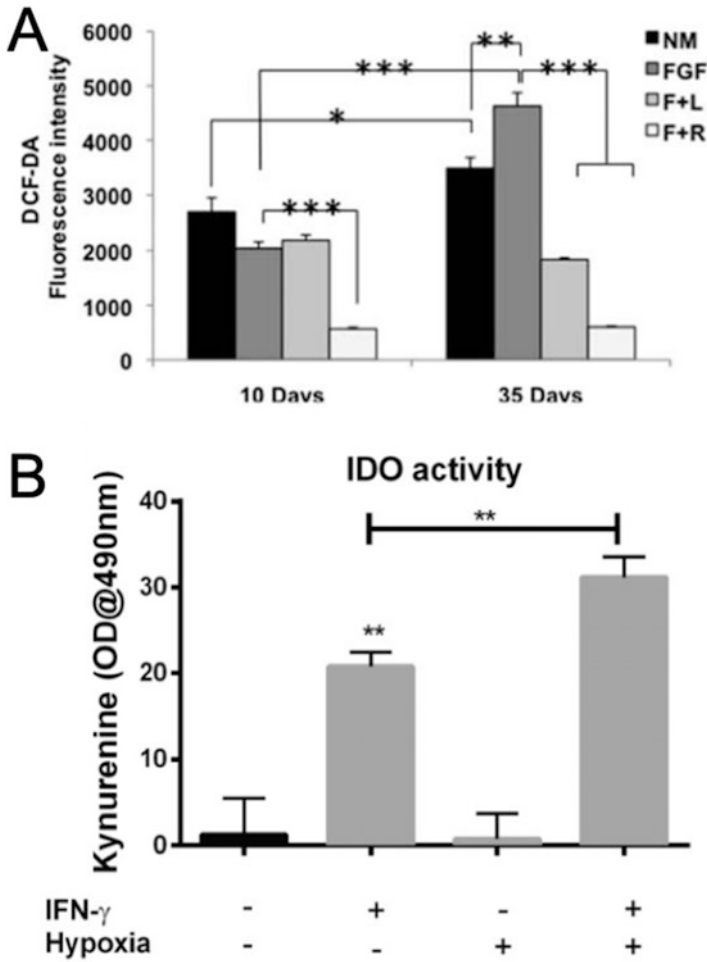 A
6000
5000
4000
3000
2000
1000
0
DCF-DA
Fluorescence intensity
***
**
***
*
***
NM
FGF
F+L
F+R
10 Days
35 Days
B
IDO activity
Kynurenine (OD@490nm)
40
30
20
10
0
**
**
IFN-γ - + - +
Hypoxia - - + +